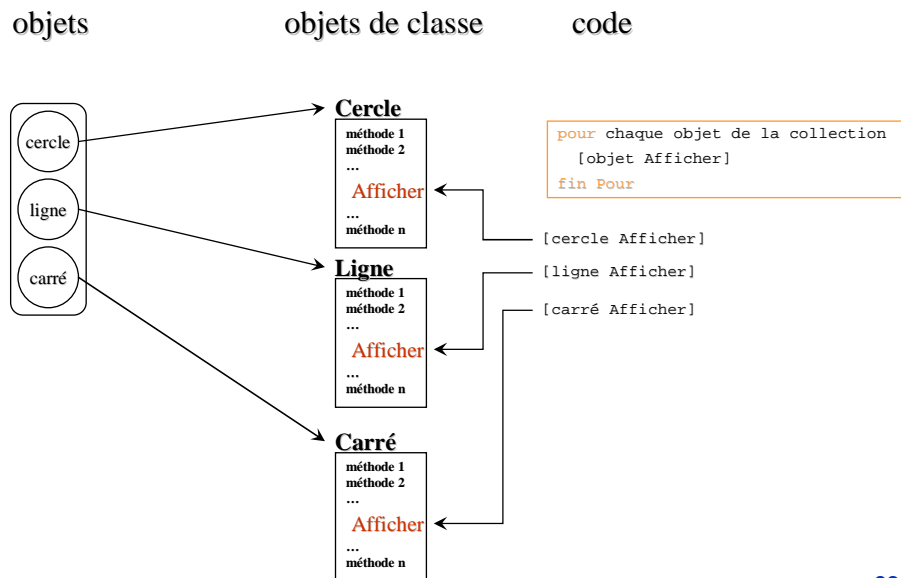 objets
objets de classe
code
cercle
ligne
carré
Cercle
méthode 1
méthode 2
...
Afficher
...
méthode n
Ligne
méthode 1
méthode 2
...
Afficher
...
méthode n
Carré
méthode 1
méthode 2
...
Afficher
...
méthode n
pour chaque objet de la collection
[objet Afficher]
fin Pour
[cercle Afficher]
[ligne Afficher]
[carré Afficher]